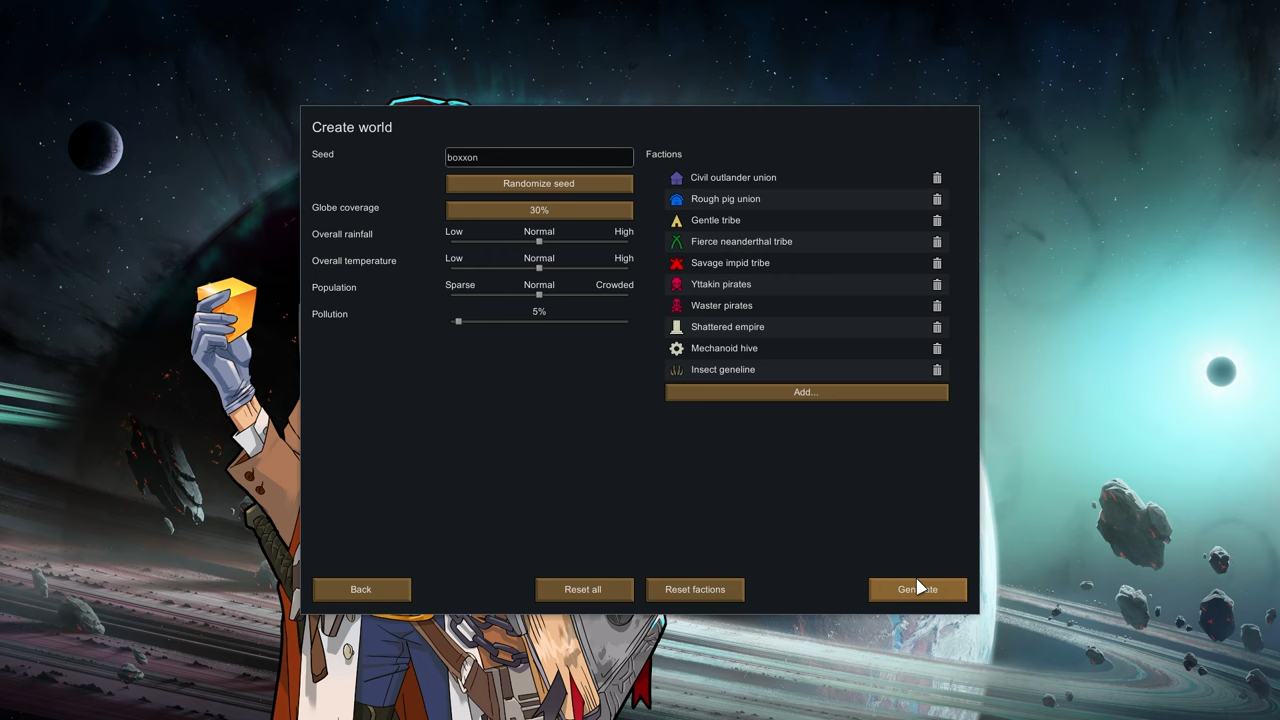 Create world
Seed
boxxon
Randomize seed
Globe coverage
30%
Overall rainfall
Low Normal High
Overall temperature
Low Normal High
Population
Sparse Normal Crowded
Pollution
5%
Factions
Civil outlander union
Rough pig union
Gentle tribe
Fierce neanderthal tribe
Savage impid tribe
Yttakin pirates
Waster pirates
Shattered empire
Mechanoid hive
Insect geneline
Add...
Back
Reset all
Reset factions
Generate